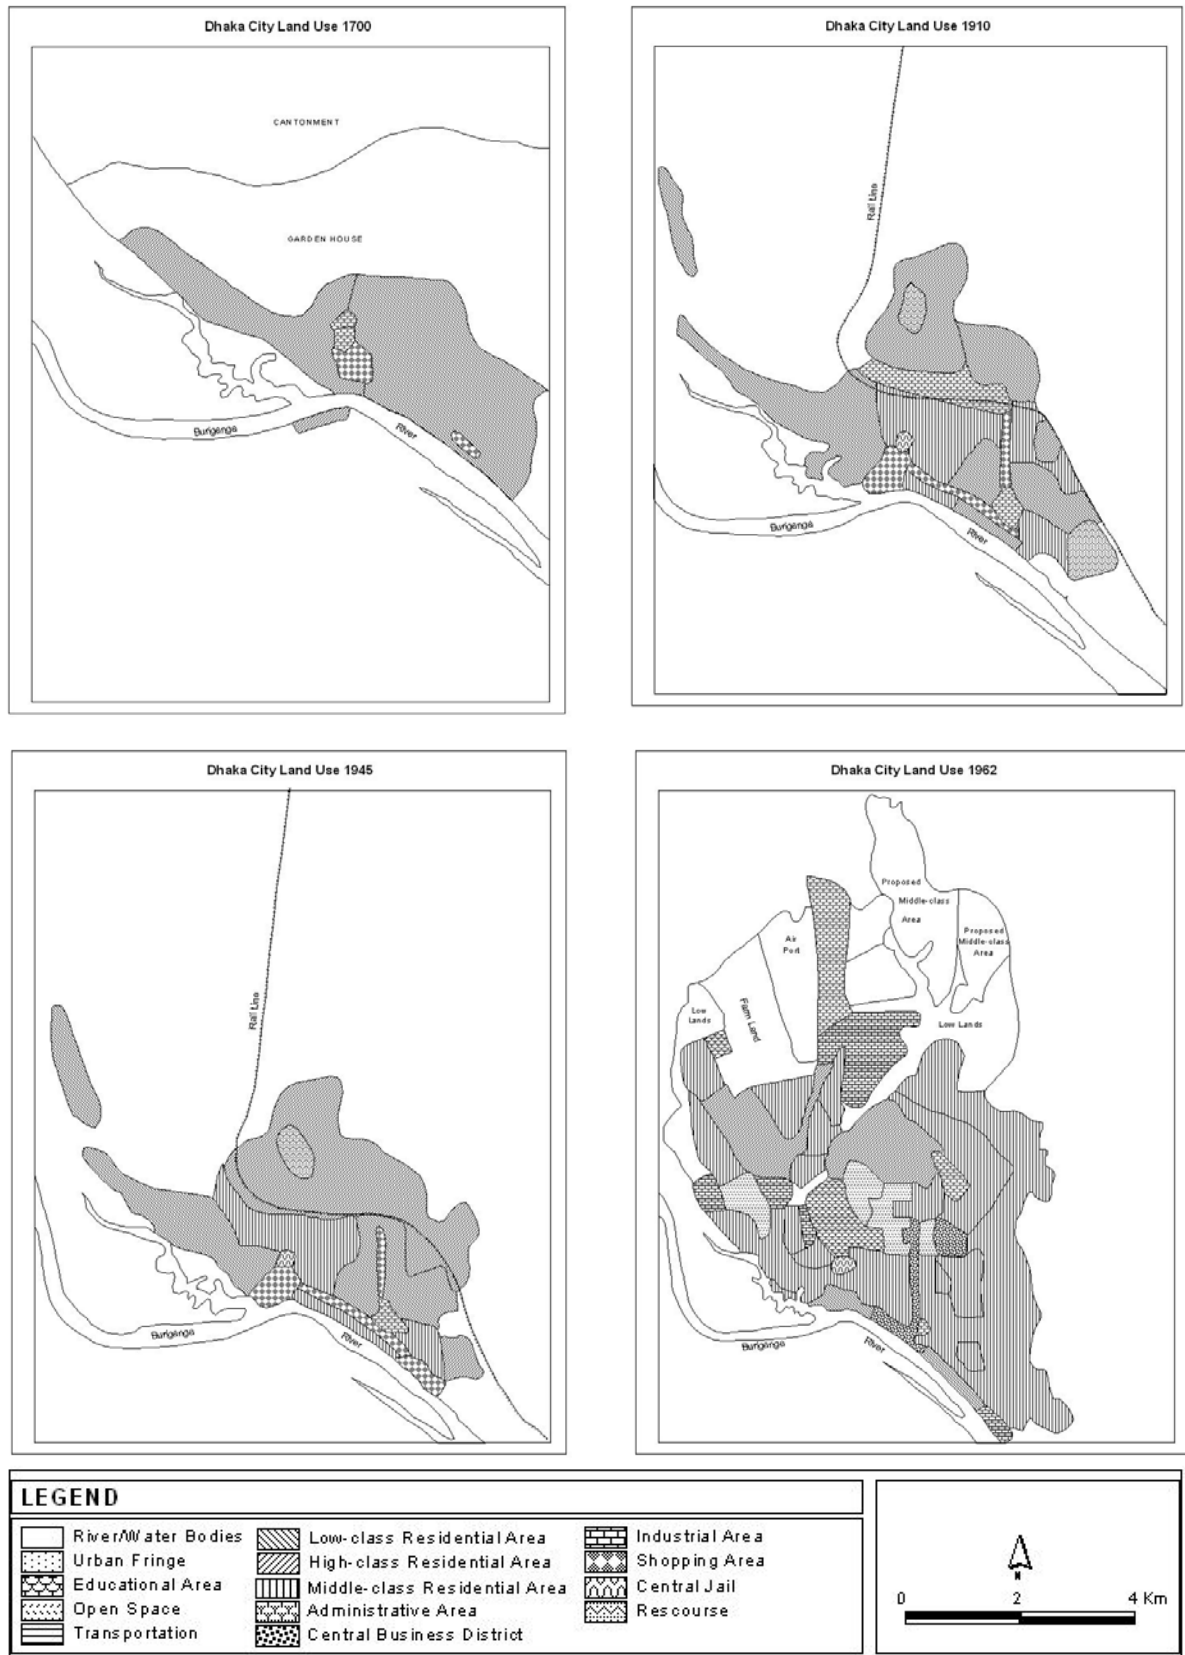 Dhaka City Land Use 1700
CANTONMENT
GARDEN HOUSE
Buriganga
River
Dhaka City Land Use 1910
Rail Line
Buriganga
River
Dhaka City Land Use 1945
Rail Line
Buriganga
River
Dhaka City Land Use 1962
Proposed
Middle-class
Area
Proposed
Middle-class
Area
Air
Port
Farm Land
Low
Lands
Low Lands
Buriganga
River
LEGEND
River/Water Bodies
Urban Fringe
Educational Area
Open Space
Transportation
Low-class Residential Area
High-class Residential Area
Middle-class Residential Area
Administrative Area
Central Business District
Industrial Area
Shopping Area
Central Jail
Rescourse
N
0 2 4 Km